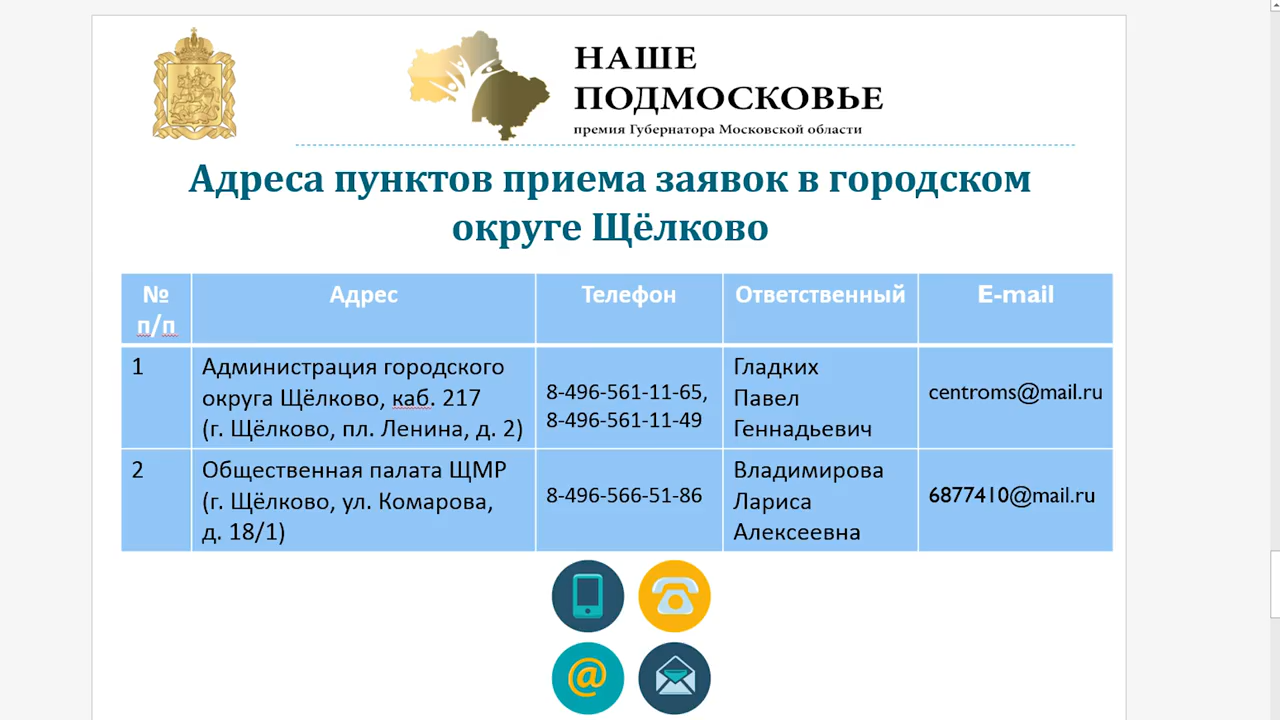 НАШЕ
ПОДМОСКОВЬЕ
премия Губернатора Московской области
Адреса пунктов приема заявок в городском
округе Щёлково
№
п/п
Адрес
Телефон
Ответственный
E-mail
1
Администрация городского
округа Щёлково, каб. 217
(г. Щёлково, пл. Ленина, д. 2)
8-496-561-11-65,
8-496-561-11-49
Гладких
Павел
Геннадьевич
centroms@mail.ru
2
Общественная палата ЩМР
(г. Щёлково, ул. Комарова,
д. 18/1)
8-496-566-51-86
Владимирова
Лариса
Алексеевна
6877410@mail.ru
@